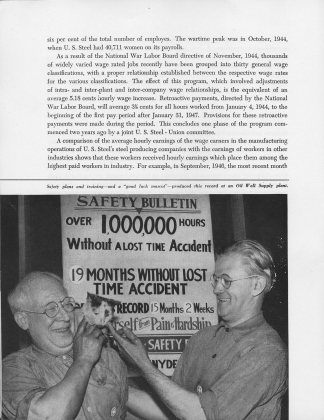 six per cent of the total number of employes. The wartime peak was in October, 1944,
when U. S. Steel had 40,711 women on its payrolls.
As a result of the National War Labor Board directive of November, 1944, thousands
of widely varied wage rated jobs recently have been grouped into thirty general wage
classifications, with a proper relationship established between the respective wage rates
for the various classifications. The effect of this program, which involved adjustments
of intra- and inter-plant and inter-company wage relationships, is the equivalent of an
average 5.1¢ hourly wage increase. Retroactive payments, directed by the National
War Labor Board, will average 3¾ cents for all hours worked from January 4, 1944, to
the beginning of the first pay period after January 31, 1947. Provisions for these retroactive
payments were made during the period. This concludes one phase of the program com-
menced two years ago by a joint U. S. Steel - Union committee.
A comparison of the average hourly earnings of the wage earners in the manufacturing
operations of U. S. Steel's steel producing companies with the earnings of workers in other
industries shows that these workers received hourly earnings which place them among the
highest paid workers in industry. For example, in September, 1946, the most recent month
Safety plans and training—and a "good luck mascot"—produced this record at an Oil Well Supply plant.
SAFETY BULLETIN
OVER 1,000,000 HOURS
Without A LOST TIME Accident
19 MONTHS WITHOUT LOST
TIME ACCIDENT
RECORD 15 Months 2 Weeks
rself from Pain & Hardship
SAFETY